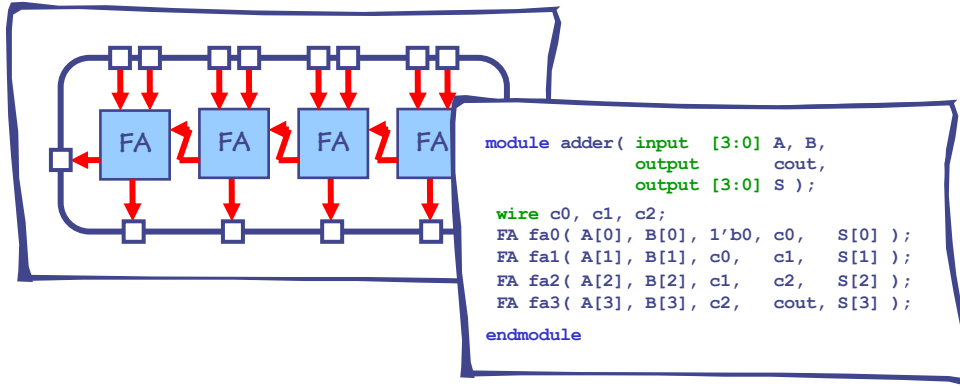 FA FA FA FA
module adder( input [3:0] A, B,
output cout,
output [3:0] S );
wire c0, c1, c2;
FA fa0( A[0], B[0], 1’b0, c0, S[0] );
FA fa1( A[1], B[1], c0, c1, S[1] );
FA fa2( A[2], B[2], c1, c2, S[2] );
FA fa3( A[3], B[3], c2, cout, S[3] );
endmodule